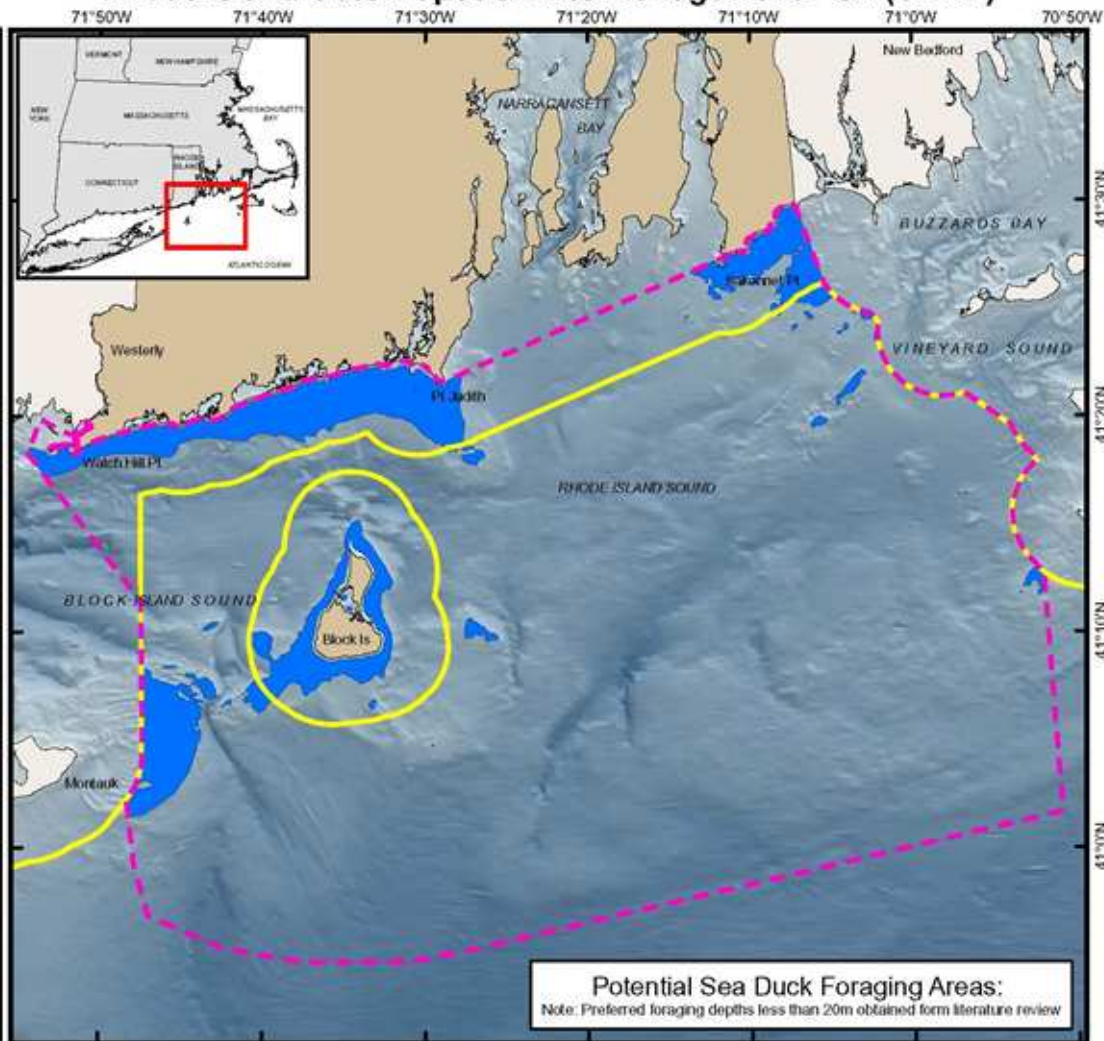 71°50'W 71°40'W 71°30'W 71°20'W 71°10'W 71°0'W 70°50'W
VERMONT
NEW HAMPSHIRE
NEW
YORK
MASSACHUSETTS
MASSACHUSETTS
BAY
RHODE
ISLAND
CONNECTICUT
ATLANTIC OCEAN
New Bedford
NARRAGANSETT
BAY
41°30'N
BUZZARDS BAY
Sakonnet Pt.
Westerly
VINEYARD SOUND
Pt. Judith
41°20'N
Watch Hill Pt.
RHODE ISLAND SOUND
BLOCK ISLAND SOUND
41°10'N
Block Is
Montauk
41°0'N
Potential Sea Duck Foraging Areas:
Note: Preferred foraging depths less than 20m obtained form literature review